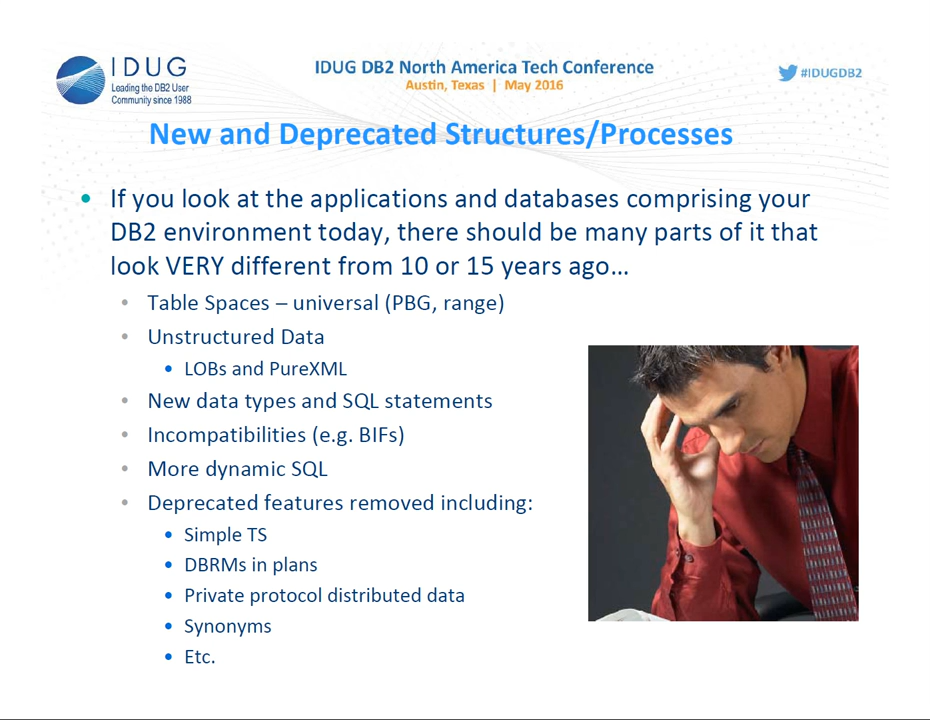 IDUG
Leading the DB2 User
Community since 1988
IDUG DB2 North America Tech Conference
Austin, Texas | May 2016
#IDUGDB2
New and Deprecated Structures/Processes
• If you look at the applications and databases comprising your
DB2 environment today, there should be many parts of it that
look VERY different from 10 or 15 years ago…
• Table Spaces – universal (PBG, range)
• Unstructured Data
• LOBs and PureXML
• New data types and SQL statements
• Incompatibilities (e.g. BIFs)
• More dynamic SQL
• Deprecated features removed including:
• Simple TS
• DBRMs in plans
• Private protocol distributed data
• Synonyms
• Etc.